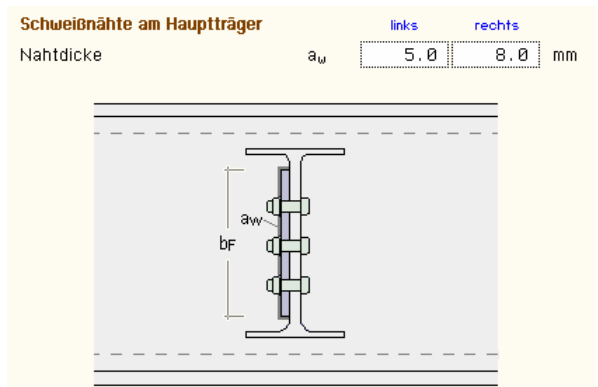 Schweißnähte am Hauptträger links rechts
Nahtdicke aw 5.0 8.0 mm
aw
bF